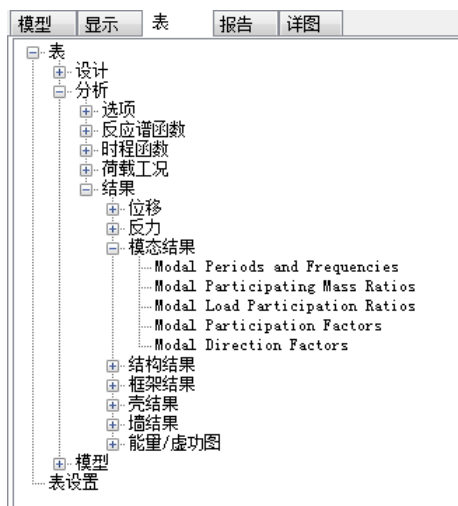 模型 显示 表 报告 详图
表
设计
分析
选项
反应谱函数
时程函数
荷载工况
结果
位移
反力
模态结果
Modal Periods and Frequencies
Modal Participating Mass Ratios
Modal Load Participation Ratios
Modal Participation Factors
Modal Direction Factors
结构结果
框架结果
壳结果
墙结果
能量/虚功图
模型
表设置